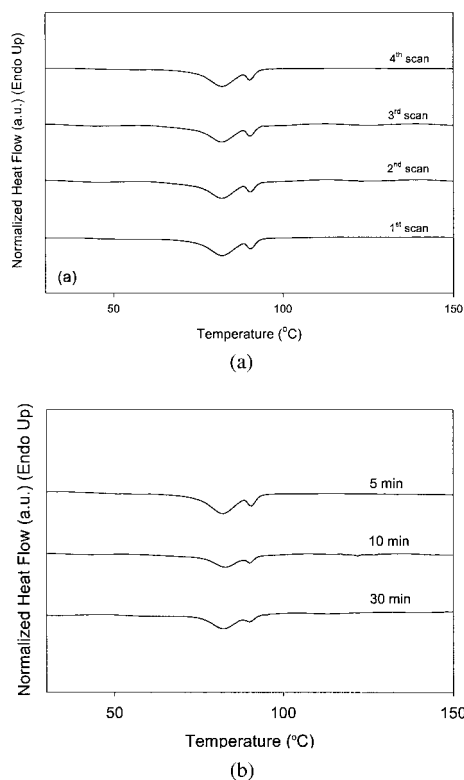 Normalized Heat Flow (a.u.) (Endo Up)
4th scan
3rd scan
2nd scan
1st scan
(a)
50
100
150
Temperature (°C)
(a)
Normalized Heat Flow (a.u.) (Endo Up)
5 min
10 min
30 min
50
100
150
Temperature (°C)
(b)